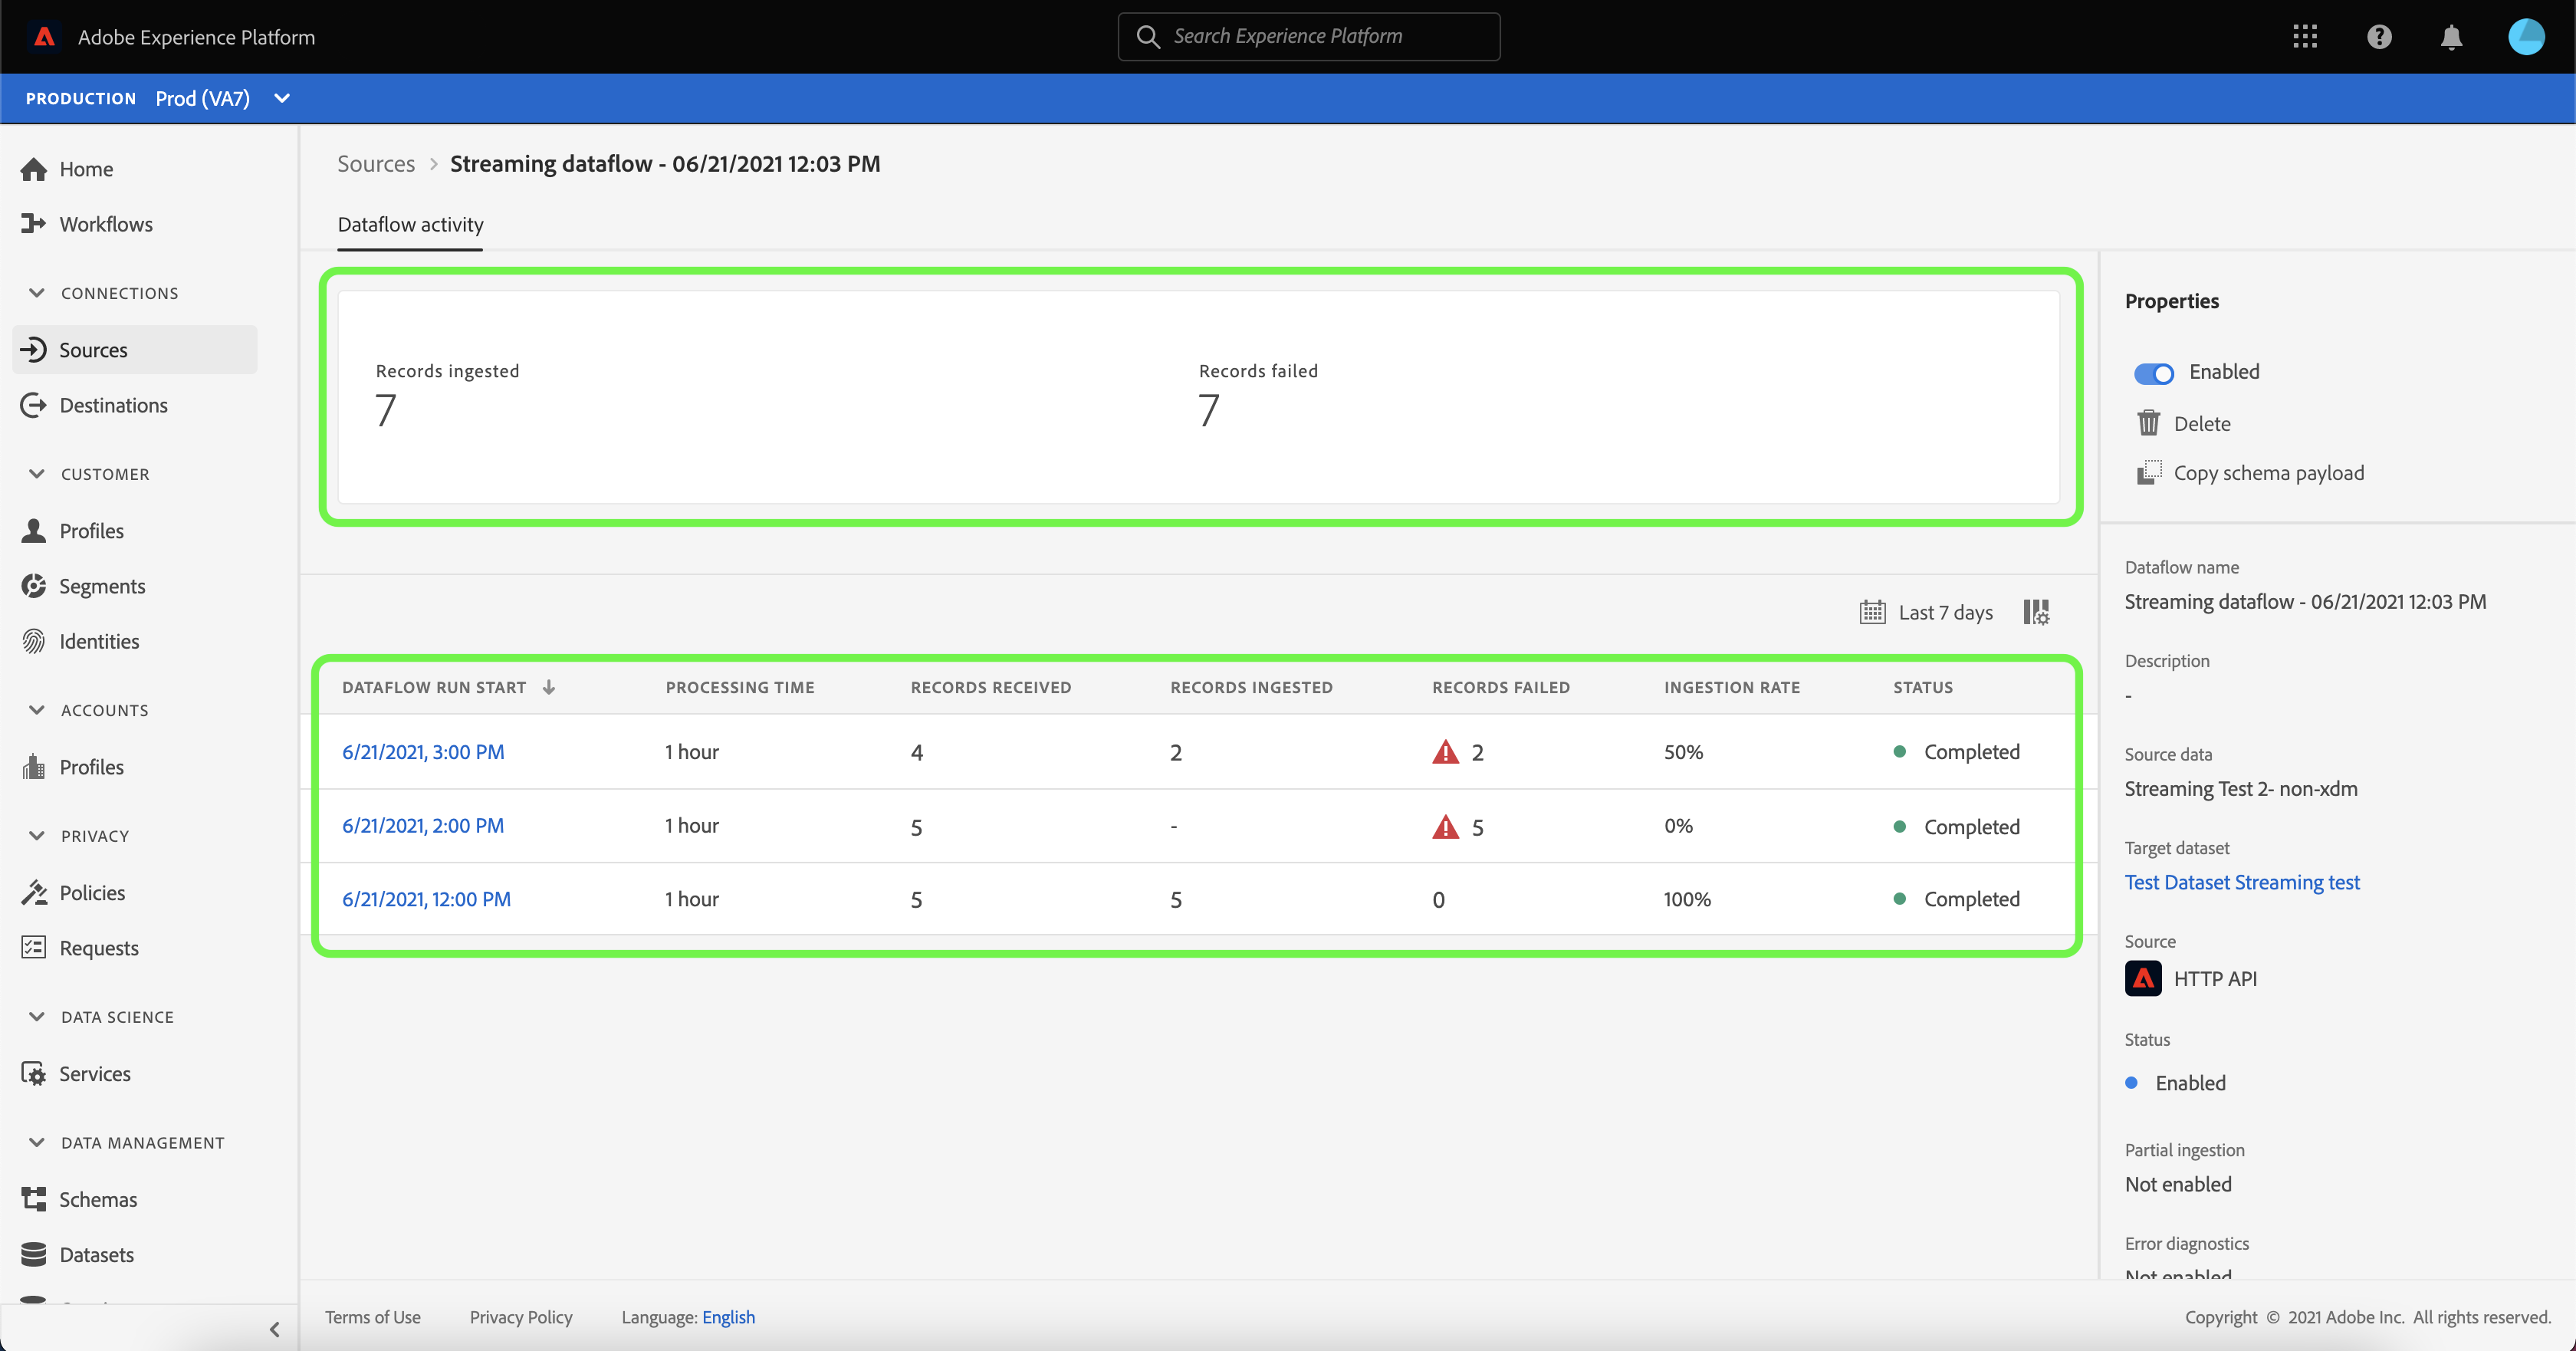 Adobe Experience Platform
Search Experience Platform
PRODUCTION Prod (VA7)
Home
Workflows
CONNECTIONS
Sources
Destinations
CUSTOMER
Profiles
Segments
Identities
ACCOUNTS
Profiles
PRIVACY
Policies
Requests
DATA SCIENCE
Services
DATA MANAGEMENT
Schemas
Datasets
Sources > Streaming dataflow - 06/21/2021 12:03 PM
Dataflow activity
Records ingested
7
Records failed
7
Last 7 days
DATAFLOW RUN START PROCESSING TIME RECORDS RECEIVED RECORDS INGESTED RECORDS FAILED INGESTION RATE STATUS
6/21/2021, 3:00 PM 1 hour 4 2 2 50% Completed
6/21/2021, 2:00 PM 1 hour 5 - 5 0% Completed
6/21/2021, 12:00 PM 1 hour 5 5 0 100% Completed
Properties
Enabled
Delete
Copy schema payload
Dataflow name
Streaming dataflow - 06/21/2021 12:03 PM
Description
-
Source data
Streaming Test 2- non-xdm
Target dataset
Test Dataset Streaming test
Source
HTTP API
Status
Enabled
Partial ingestion
Not enabled
Error diagnostics
Not enabled
Terms of Use Privacy Policy Language: English
Copyright © 2021 Adobe Inc. All rights reserved.